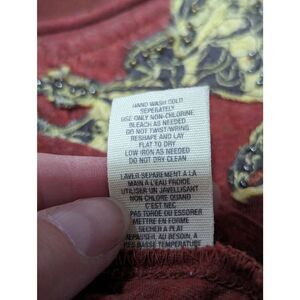 HAND WASH COLD
SEPERATELY
USE ONLY NON-CHLORINE
BLEACH AS NEEDED
DO NOT TWIST/WRING
RESHAPE AND LAY
FLAT TO DRY
LOW IRON AS NEEDED
DO NOT DRY CLEAN
LAVER SEPAREMENT A LA
MAIN A L'EAU FROIDE
UTILISER UN JAVELLISANT
NON CHLORE QUAND
C'EST NEC
PAS TORDE OU ESSORER
METTRE EN FORME
SECHER A PLAT
REPASSER, AU BESOIN, A
BASSE TEMPERATURE